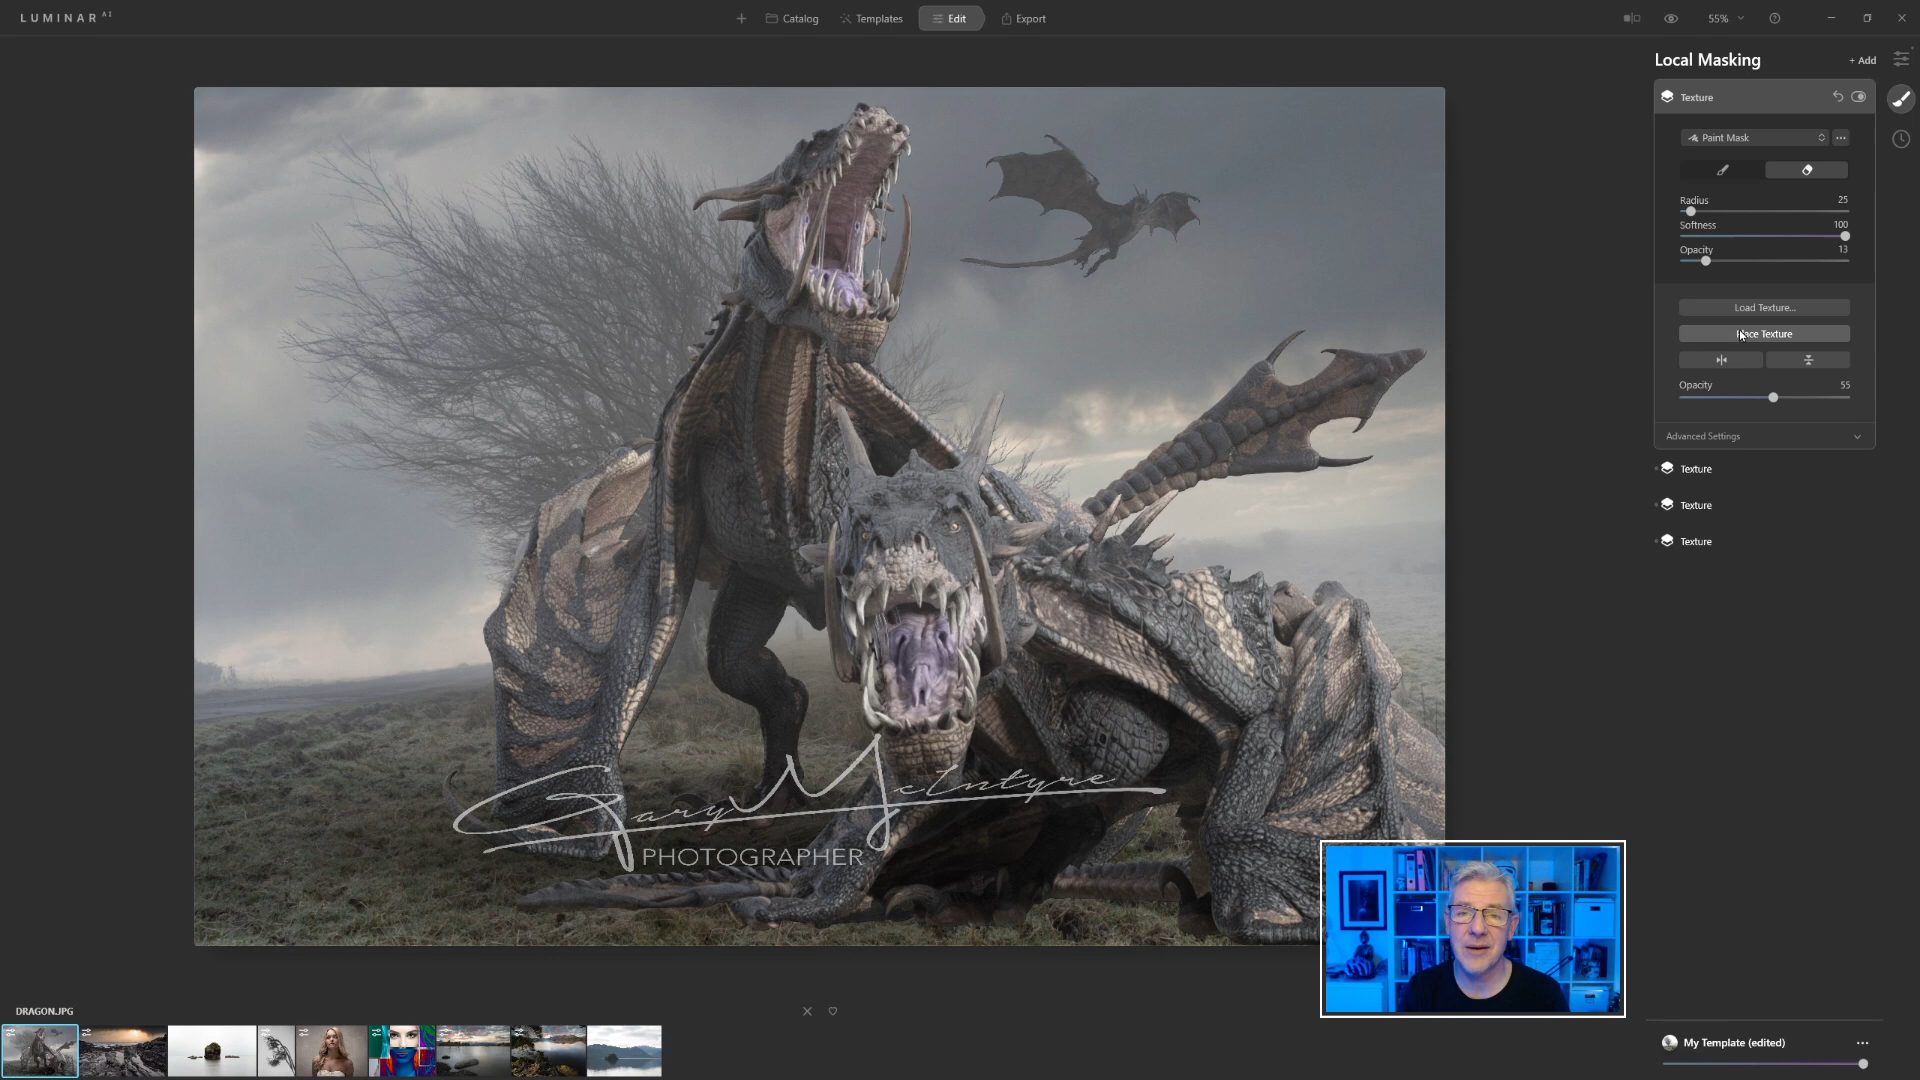 LUMINAR AI
Catalog
Templates
Edit
Export
55%
Local Masking
+ Add
Texture
Paint Mask
Radius
25
Softness
100
Opacity
13
Load Texture...
Texture
Opacity
55
Advanced Settings
Texture
Texture
Texture
Gary McIntyre
PHOTOGRAPHER
DRAGON.JPG
My Template (edited)